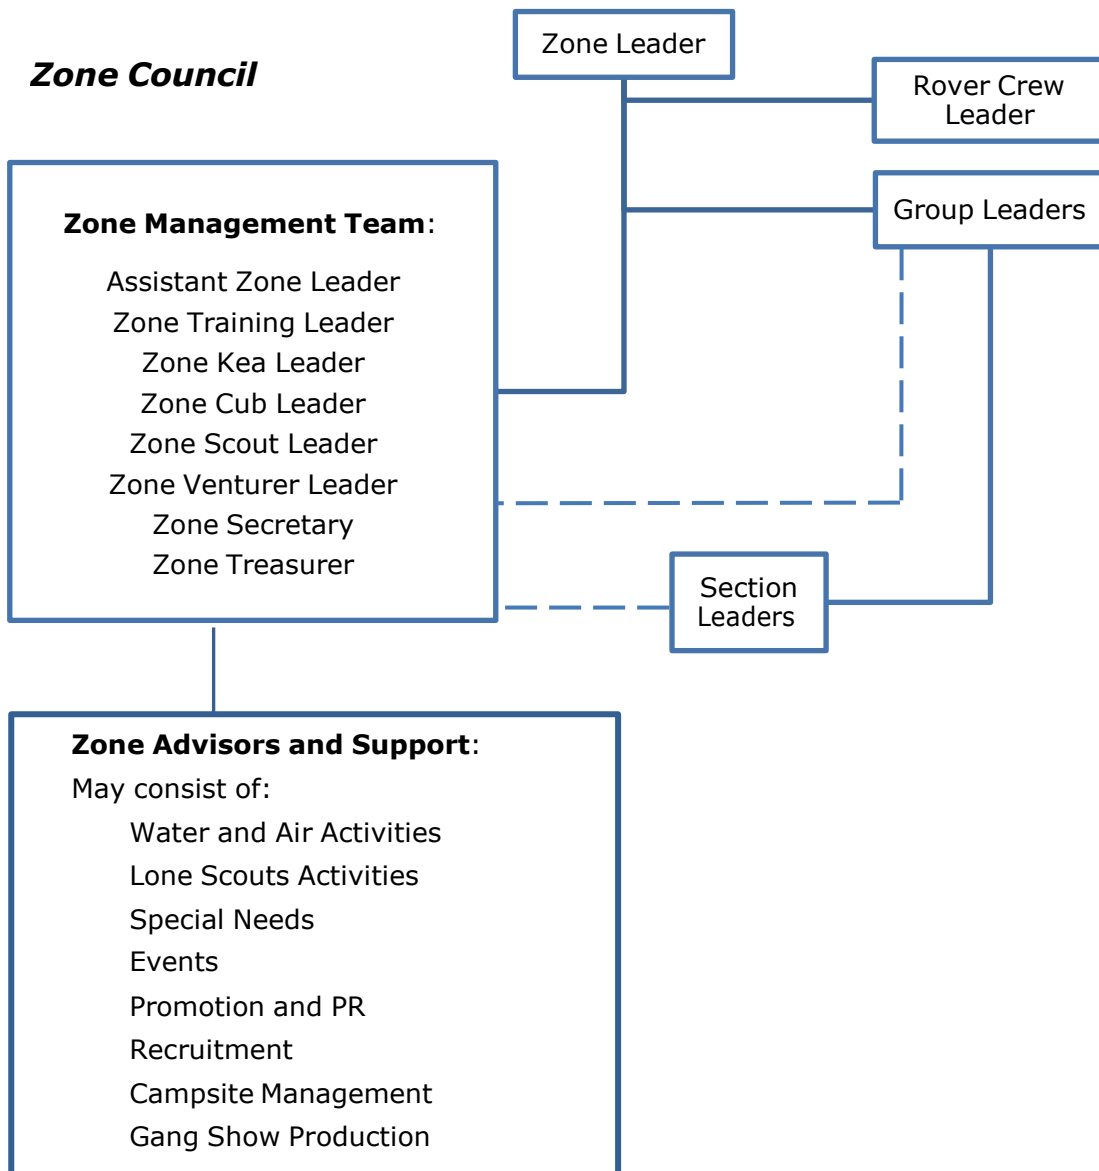 Zone Leader
Zone Council
Rover Crew
Leader
Group Leaders
Zone Management Team:
Assistant Zone Leader
Zone Training Leader
Zone Kea Leader
Zone Cub Leader
Zone Scout Leader
Zone Venturer Leader
Zone Secretary
Zone Treasurer
Section
Leaders
Zone Advisors and Support:
May consist of:
Water and Air Activities
Lone Scouts Activities
Special Needs
Events
Promotion and PR
Recruitment
Campsite Management
Gang Show Production